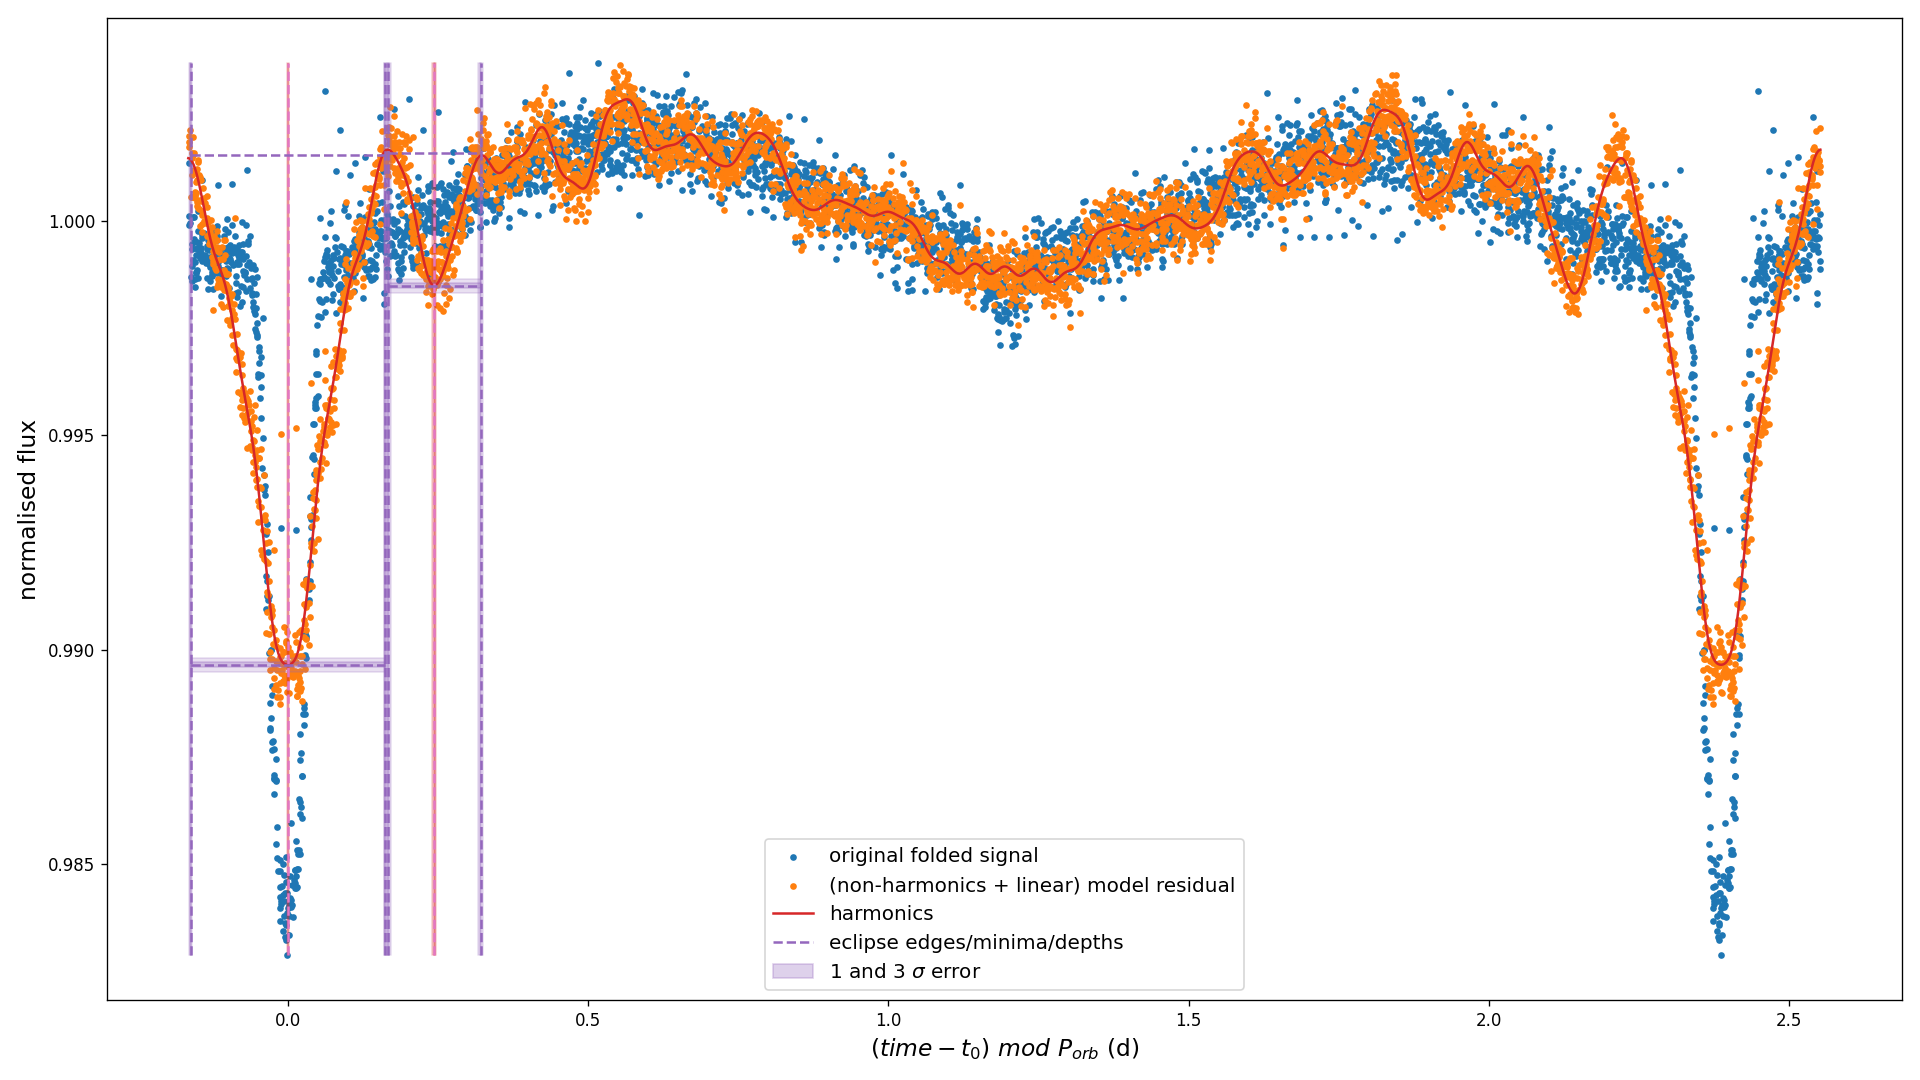 normalised flux
1.000
0.995
0.990
0.985
original folded signal
(non-harmonics + linear) model residual
harmonics
eclipse edges/minima/depths
1 and 3 σ error
0.0 0.5 1.0 1.5 2.0 2.5
(time − t₀) mod Pₒᵣb (d)